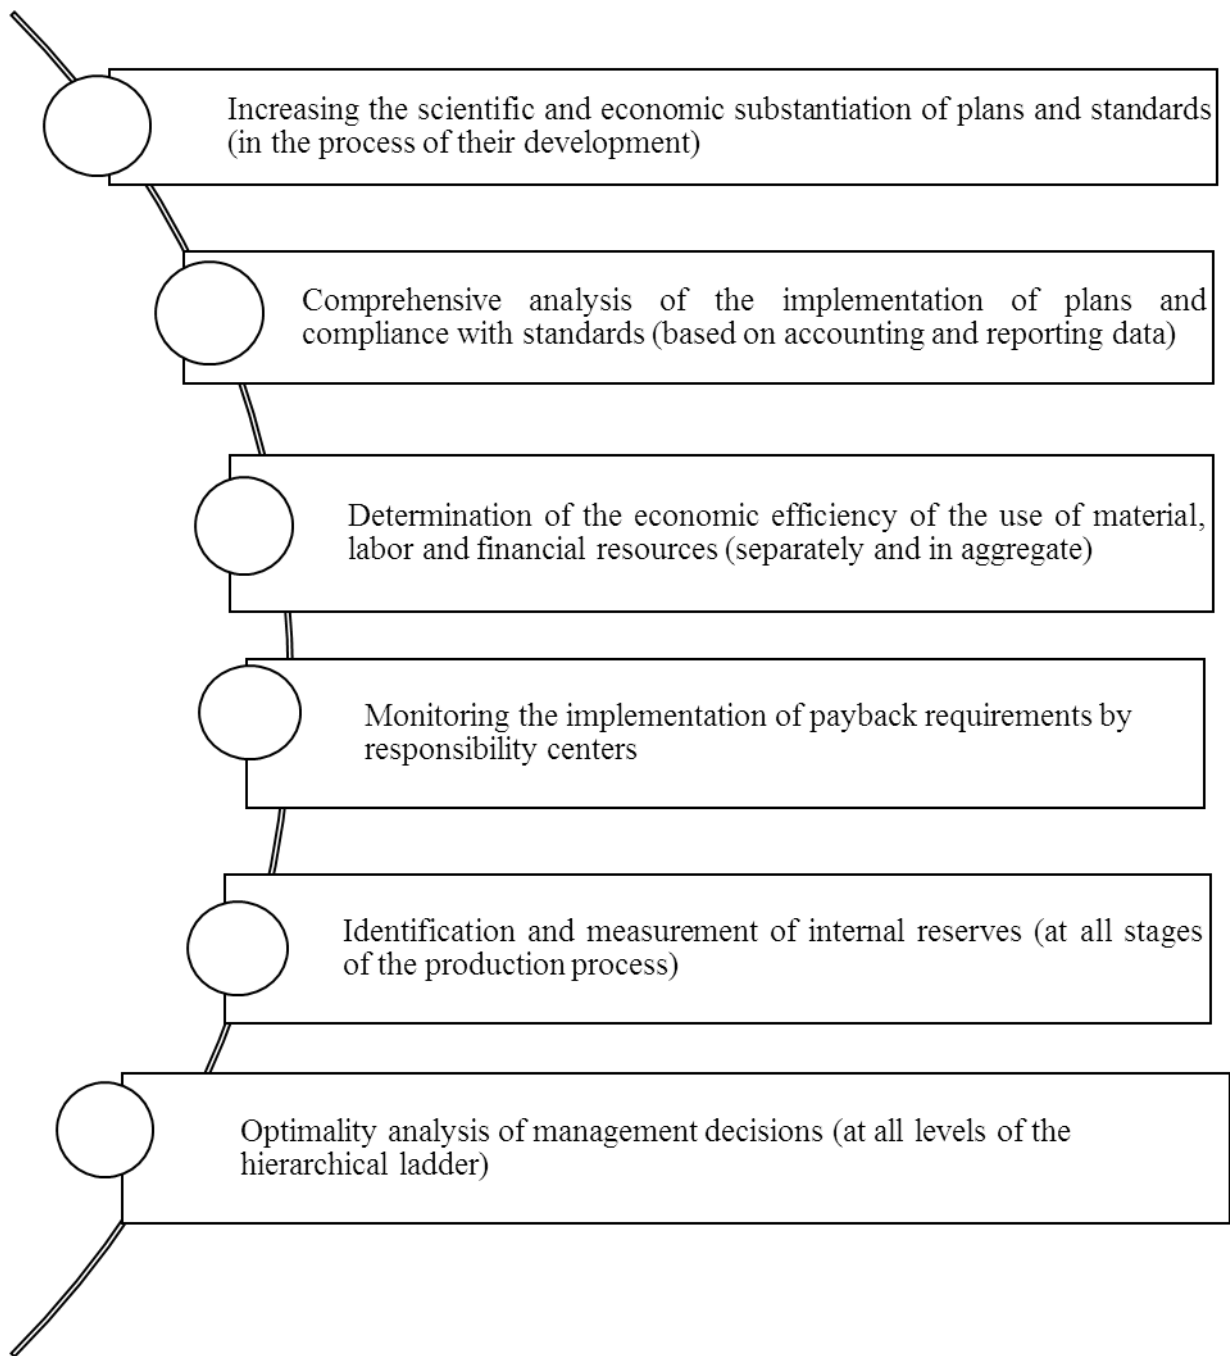 Increasing the scientific and economic substantiation of plans and standards
(in the process of their development)
Comprehensive analysis of the implementation of plans and
compliance with standards (based on accounting and reporting data)
Determination of the economic efficiency of the use of material,
labor and financial resources (separately and in aggregate)
Monitoring the implementation of payback requirements by
responsibility centers
Identification and measurement of internal reserves (at all stages
of the production process)
Optimality analysis of management decisions (at all levels of the
hierarchical ladder)